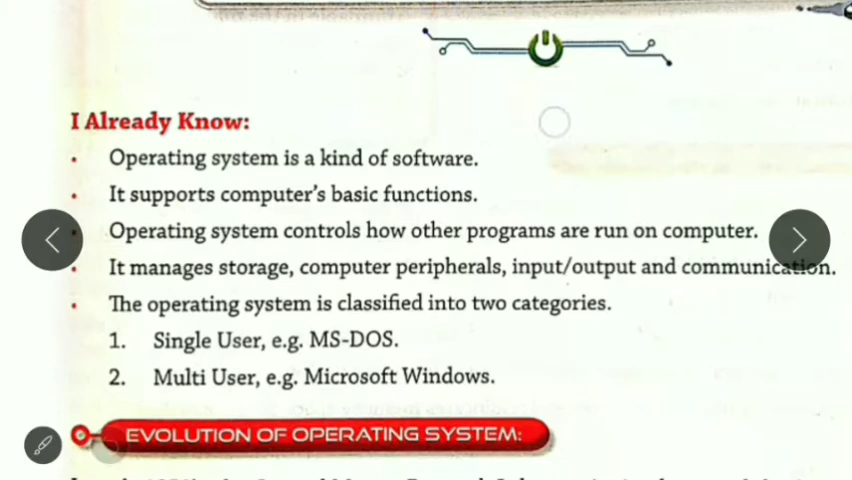 I Already Know:
• Operating system is a kind of software.
• It supports computer's basic functions.
• Operating system controls how other programs are run on computer.
• It manages storage, computer peripherals, input/output and communication.
• The operating system is classified into two categories.
1. Single User, e.g. MS-DOS.
2. Multi User, e.g. Microsoft Windows.
EVOLUTION OF OPERATING SYSTEM: